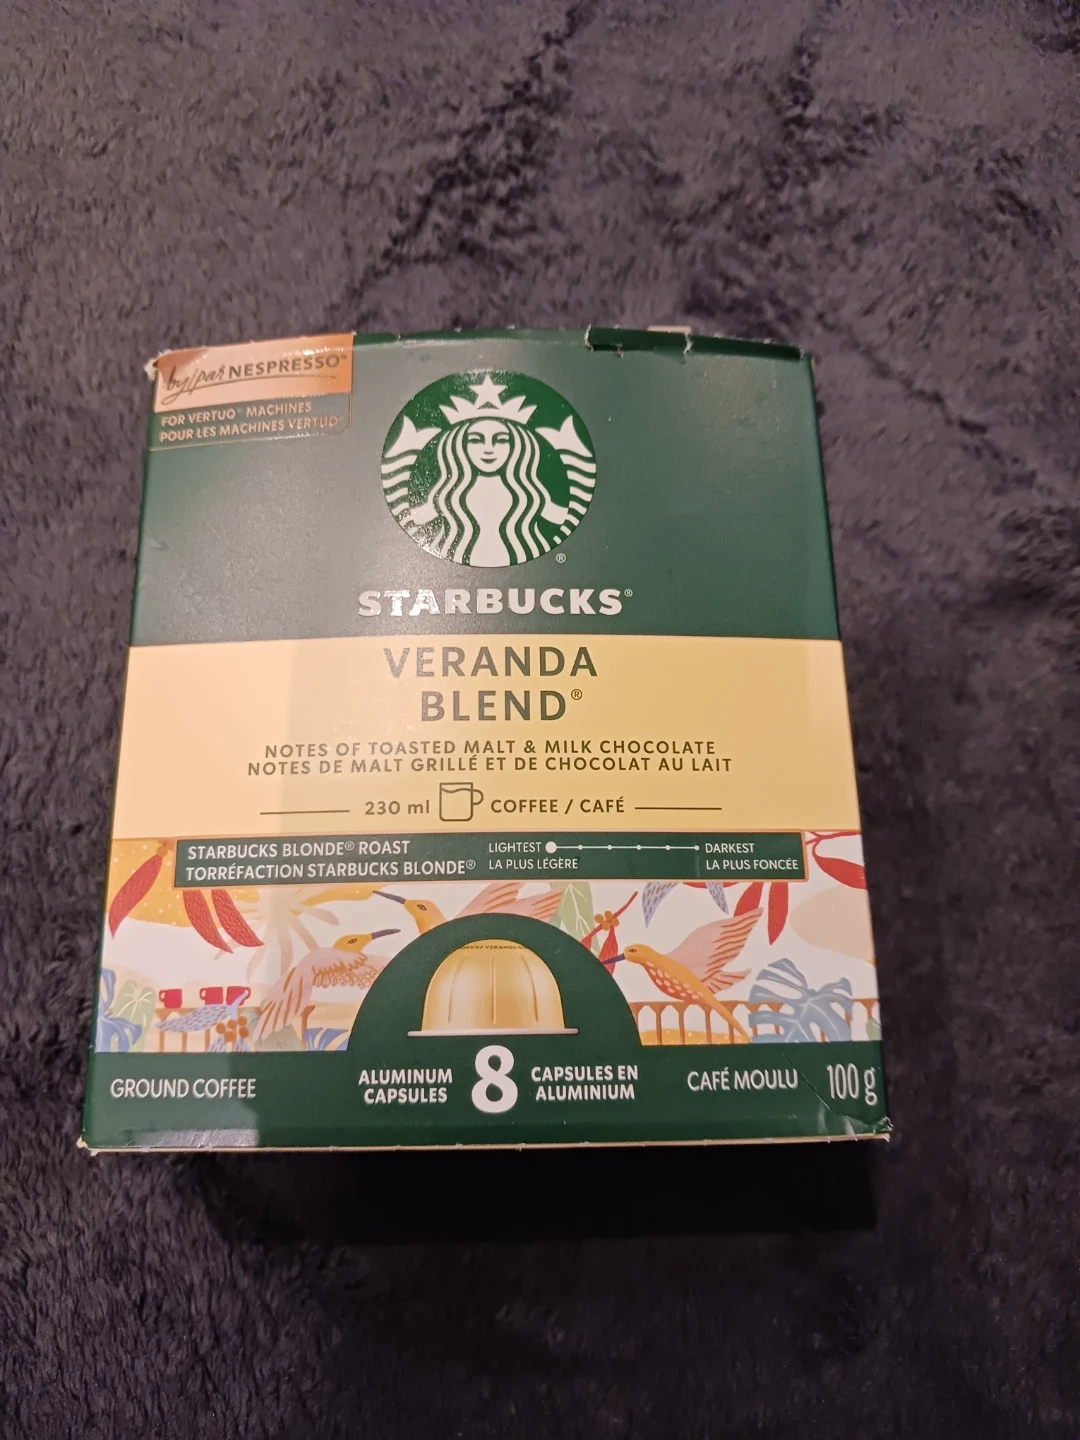 by/par NESPRESSO®
FOR VERTUO® MACHINES
POUR LES MACHINES VERTUO®
®
STARBUCKS®
VERANDA
BLEND®
NOTES OF TOASTED MALT & MILK CHOCOLATE
NOTES DE MALT GRILLÉ ET DE CHOCOLAT AU LAIT
230 ml COFFEE / CAFÉ
STARBUCKS BLONDE® ROAST
TORRÉFACTION STARBUCKS BLONDE®
LIGHTEST
LA PLUS LÉGÈRE
DARKEST
LA PLUS FONCÉE
GROUND COFFEE
ALUMINUM
CAPSULES
8
CAPSULES EN
ALUMINIUM
CAFÉ MOULU
100 g